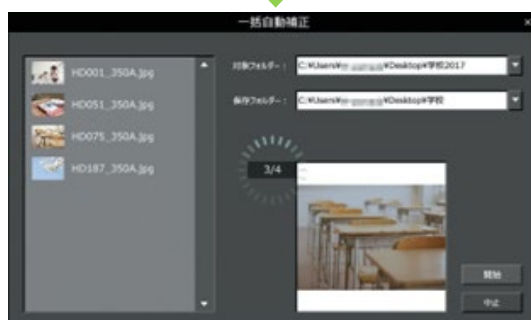 一括自動補正
×
対象フォルダー： C:¥Users¥ ¥Desktop¥学校2017
保存フォルダー： C:¥Users¥ ¥Desktop¥学校
HD001_350A.jpg
HD051_350A.jpg
HD075_350A.jpg
HD187_350A.jpg
3/4
開始
中止